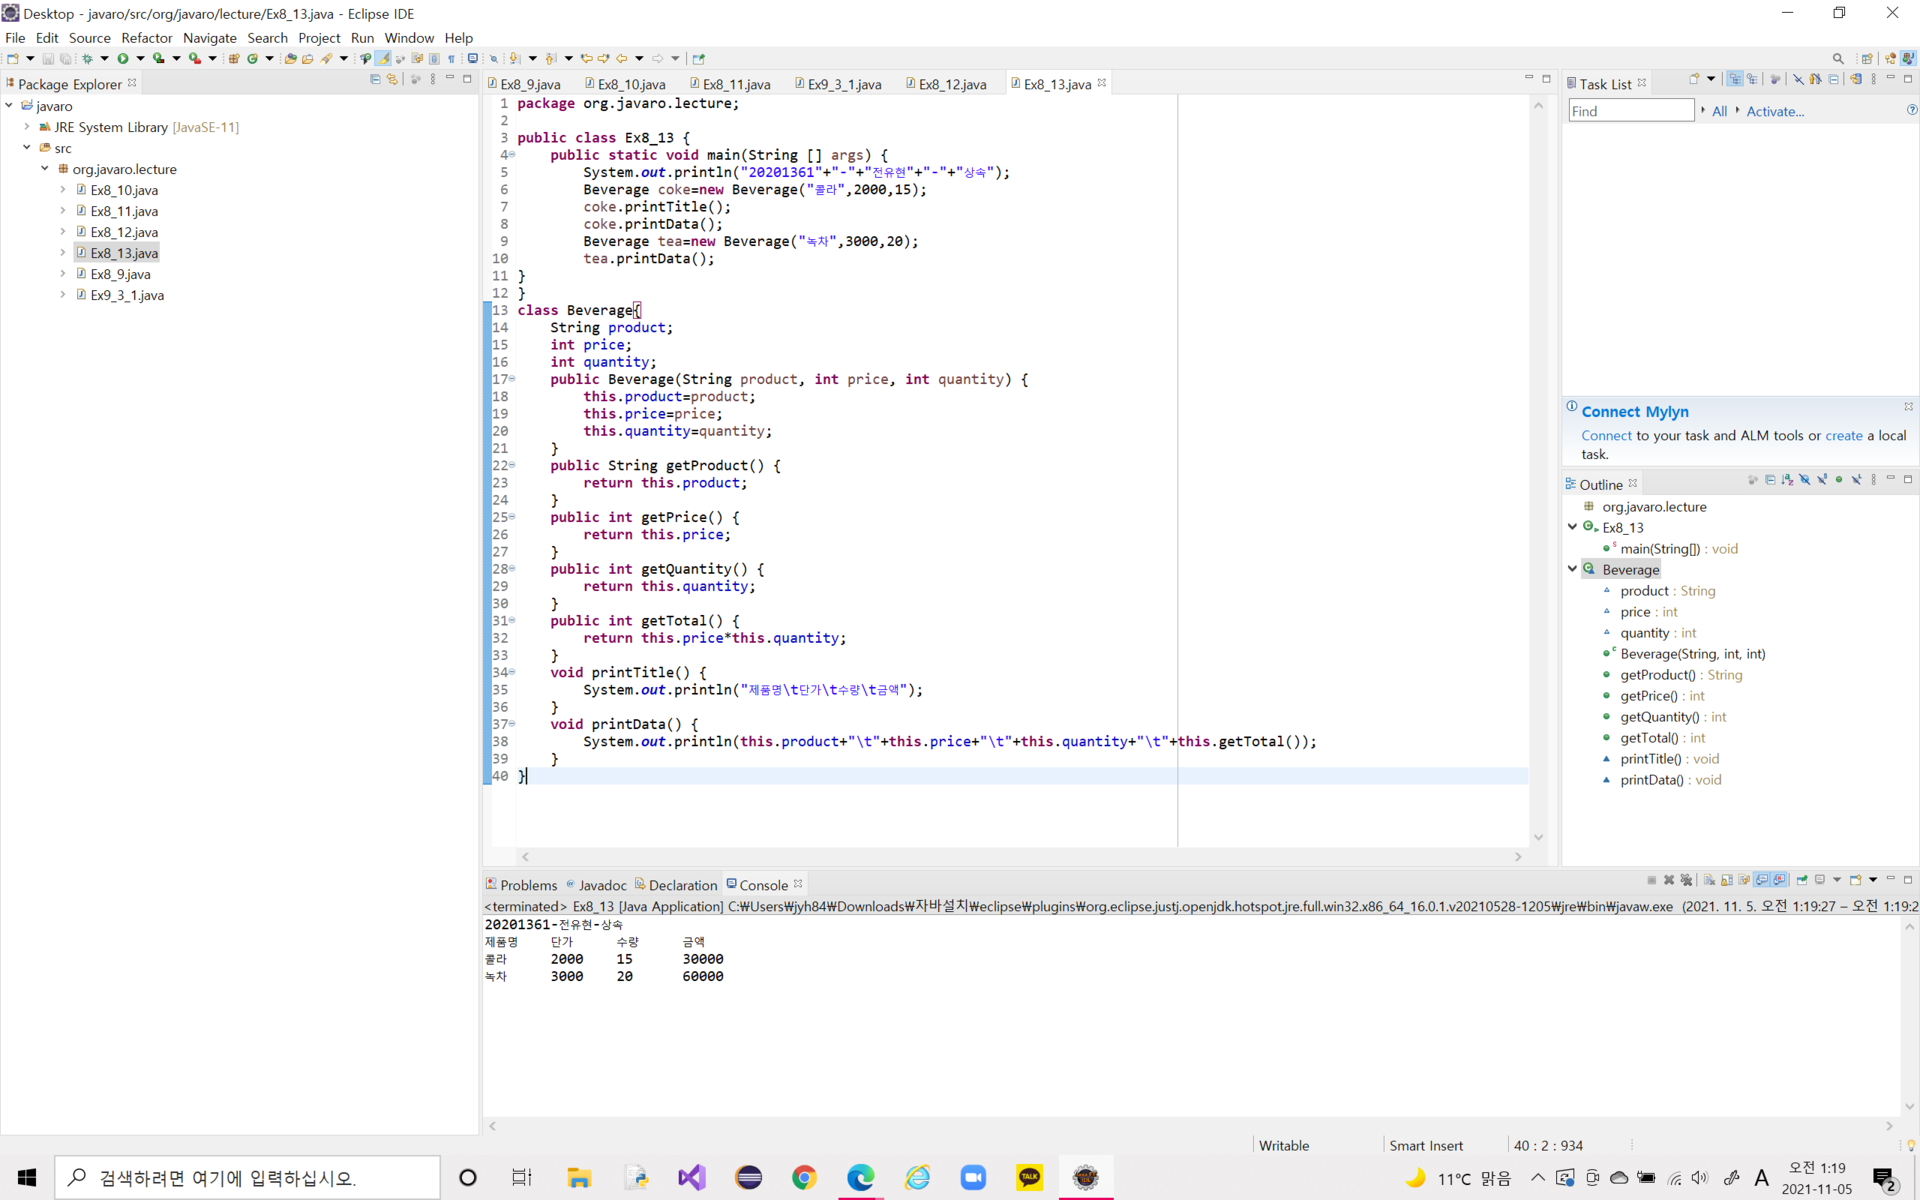 Desktop - javaro/src/org/javaro/lecture/Ex8_13.java - Eclipse IDE
File Edit Source Refactor Navigate Search Project Run Window Help
Package Explorer
javaro
JRE System Library [JavaSE-11]
src
org.javaro.lecture
Ex8_10.java
Ex8_11.java
Ex8_12.java
Ex8_13.java
Ex8_9.java
Ex9_3_1.java
Ex8_9.java Ex8_10.java Ex8_11.java Ex9_3_1.java Ex8_12.java Ex8_13.java
1 package org.javaro.lecture;
2
3 public class Ex8_13 {
4 public static void main(String [] args) {
5 System.out.println("20201361"+"-"+"전유현"+"-"+"상속");
6 Beverage coke=new Beverage("콜라",2000,15);
7 coke.printTitle();
8 coke.printData();
9 Beverage tea=new Beverage("녹차",3000,20);
10 tea.printData();
11 }
12 }
13 class Beverage{
14 String product;
15 int price;
16 int quantity;
17 public Beverage(String product, int price, int quantity) {
18 this.product=product;
19 this.price=price;
20 this.quantity=quantity;
21 }
22 public String getProduct() {
23 return this.product;
24 }
25 public int getPrice() {
26 return this.price;
27 }
28 public int getQuantity() {
29 return this.quantity;
30 }
31 public int getTotal() {
32 return this.price*this.quantity;
33 }
34 void printTitle() {
35 System.out.println("제품명\t단가\t수량\t금액");
36 }
37 void printData() {
38 System.out.println(this.product+"\t"+this.price+"\t"+this.quantity+"\t"+this.getTotal());
39 }
40 }
Task List
Find All Activate...
Connect Mylyn
Connect to your task and ALM tools or create a local
task.
Outline
org.javaro.lecture
Ex8_13
main(String[]) : void
Beverage
product : String
price : int
quantity : int
Beverage(String, int, int)
getProduct() : String
getPrice() : int
getQuantity() : int
getTotal() : int
printTitle() : void
printData() : void
Problems Javadoc Declaration Console
<terminated> Ex8_13 [Java Application] C:₩Users₩jyh84₩Downloads₩자바설치₩eclipse₩plugins₩org.eclipse.justj.openjdk.hotspot.jre.full.win32.x86_64_16.0.1.v20210528-1205₩jre₩bin₩javaw.exe (2021. 11. 5. 오전 1:19:27 – 오전 1:19:2
20201361-전유현-상속
제품명 단가 수량 금액
콜라 2000 15 30000
녹차 3000 20 60000
Writable Smart Insert 40 : 2 : 934
검색하려면 여기에 입력하십시오.
TALK
11°C 맑음
A
오전 1:19
2021-11-05
2